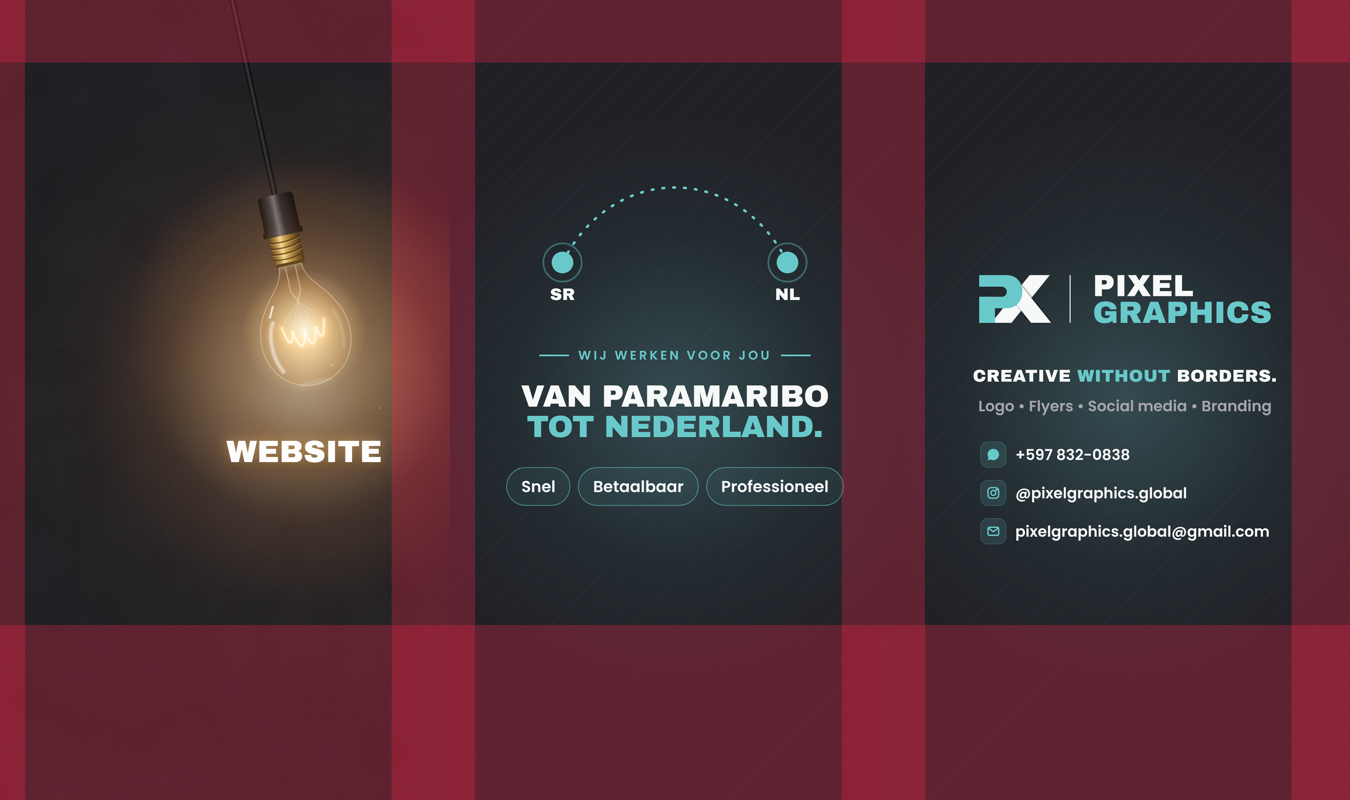 WEBSITE
SR
NL
WIJ WERKEN VOOR JOU
VAN PARAMARIBO
TOT NEDERLAND.
Snel
Betaalbaar
Professioneel
PX
PIXEL
GRAPHICS
CREATIVE WITHOUT BORDERS.
Logo • Flyers • Social media • Branding
+597 832-0838
@pixelgraphics.global
pixelgraphics.global@gmail.com